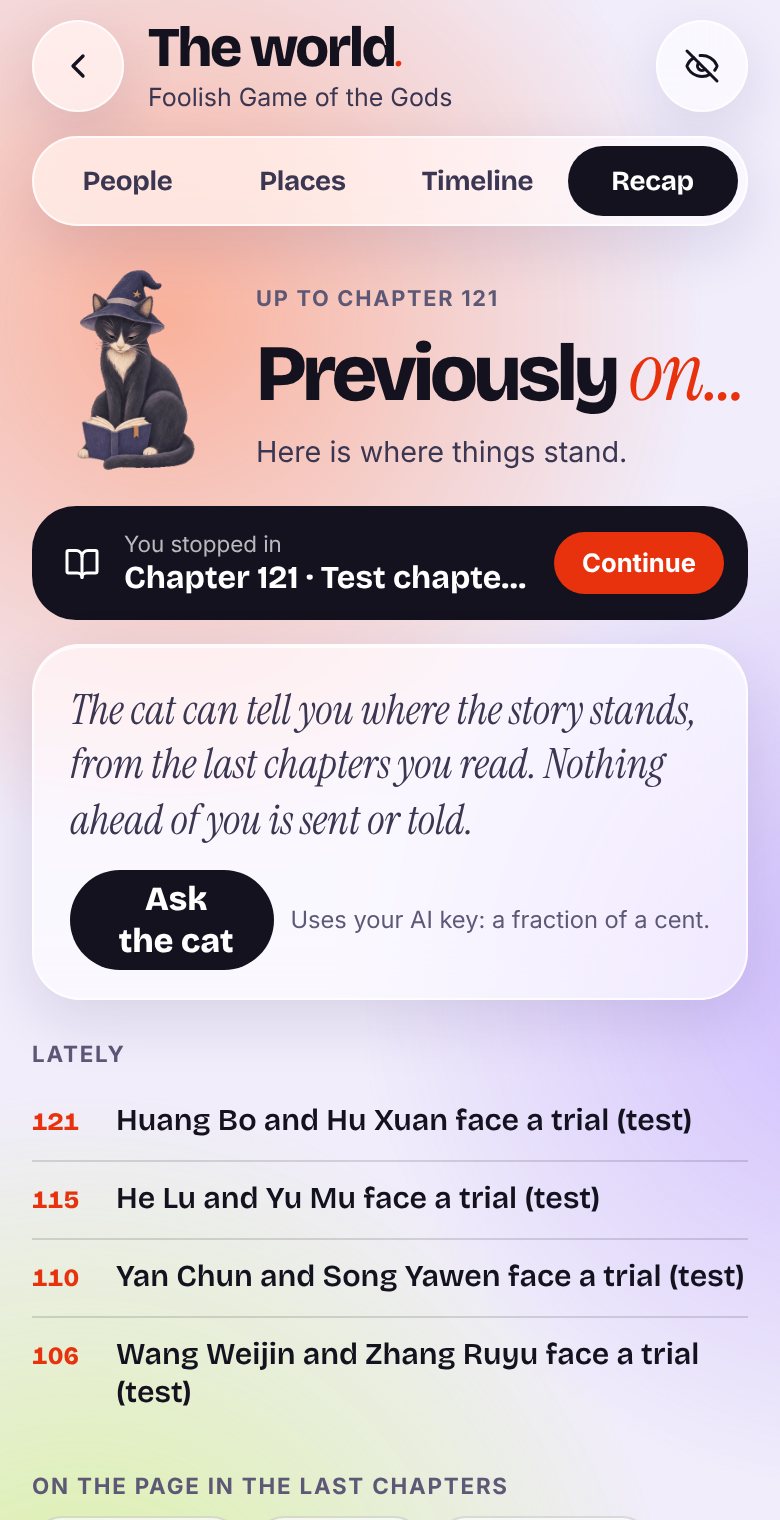 The world.
Foolish Game of the Gods
People
Places
Timeline
Recap
UP TO CHAPTER 121
Previously on...
Here is where things stand.
You stopped in
Chapter 121 · Test chapte...
Continue
The cat can tell you where the story stands,
from the last chapters you read. Nothing
ahead of you is sent or told.
Ask
the cat
Uses your AI key: a fraction of a cent.
LATELY
121 Huang Bo and Hu Xuan face a trial (test)
115 He Lu and Yu Mu face a trial (test)
110 Yan Chun and Song Yawen face a trial (test)
106 Wang Weijin and Zhang Ruyu face a trial
(test)
ON THE PAGE IN THE LAST CHAPTERS